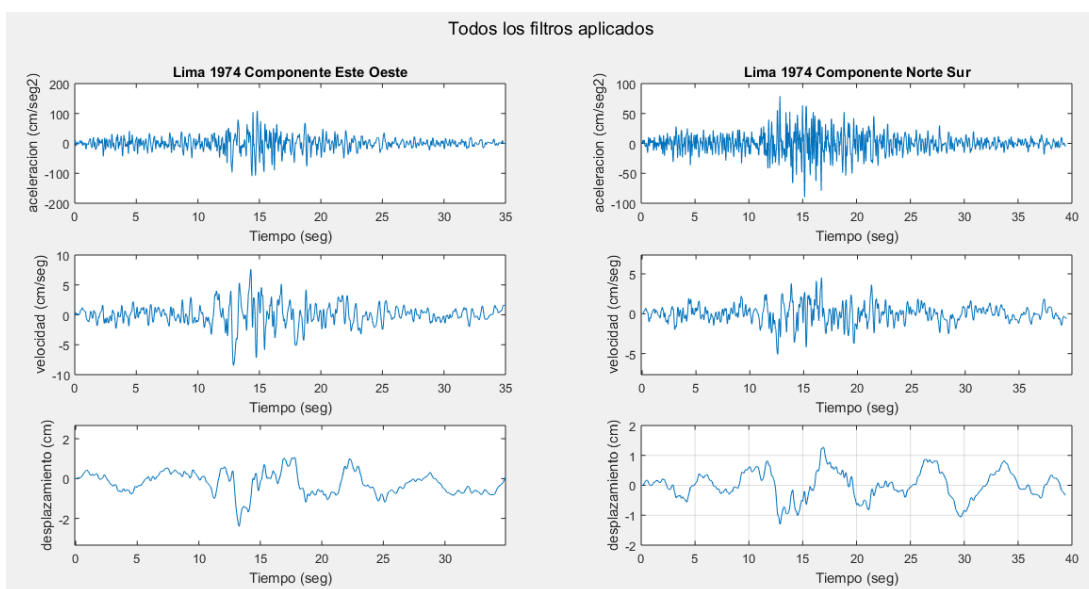 Todos los filtros aplicados
Lima 1974 Componente Este Oeste
aceleracion (cm/seg2)
200
100
0
-100
-200
0 5 10 15 20 25 30 35
Tiempo (seg)
velocidad (cm/seg)
10
5
0
-5
-10
0 5 10 15 20 25 30 35
Tiempo (seg)
desplazamiento (cm)
2
0
-2
0 5 10 15 20 25 30
Tiempo (seg)
Lima 1974 Componente Norte Sur
aceleracion (cm/seg2)
100
50
0
-50
-100
0 5 10 15 20 25 30 35 40
Tiempo (seg)
velocidad (cm/seg)
5
0
-5
0 5 10 15 20 25 30 35
Tiempo (seg)
desplazamiento (cm)
2
1
0
-1
-2
0 5 10 15 20 25 30 35 40
Tiempo (seg)